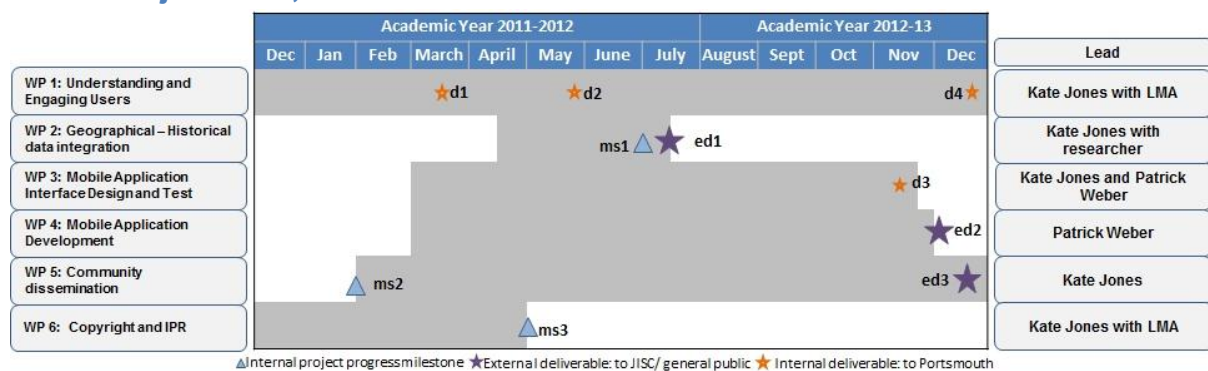 Academic Year 2011-2012 Academic Year 2012-13
Dec Jan Feb March April May June July August Sept Oct Nov Dec Lead
WP 1: Understanding and
Engaging Users
d1 d2 d4
Kate Jones with LMA
WP 2: Geographical – Historical
data integration
ms1 ed1
Kate Jones with
researcher
WP 3: Mobile Application
Interface Design and Test
d3
Kate Jones and Patrick
Weber
WP 4: Mobile Application
Development
ed2
Patrick Weber
WP 5: Community
dissemination
ms2 ed3
Kate Jones
WP 6: Copyright and IPR
ms3
Kate Jones with LMA
Internal project progress milestone External deliverable: to JISC/ general public Internal deliverable: to Portsmouth